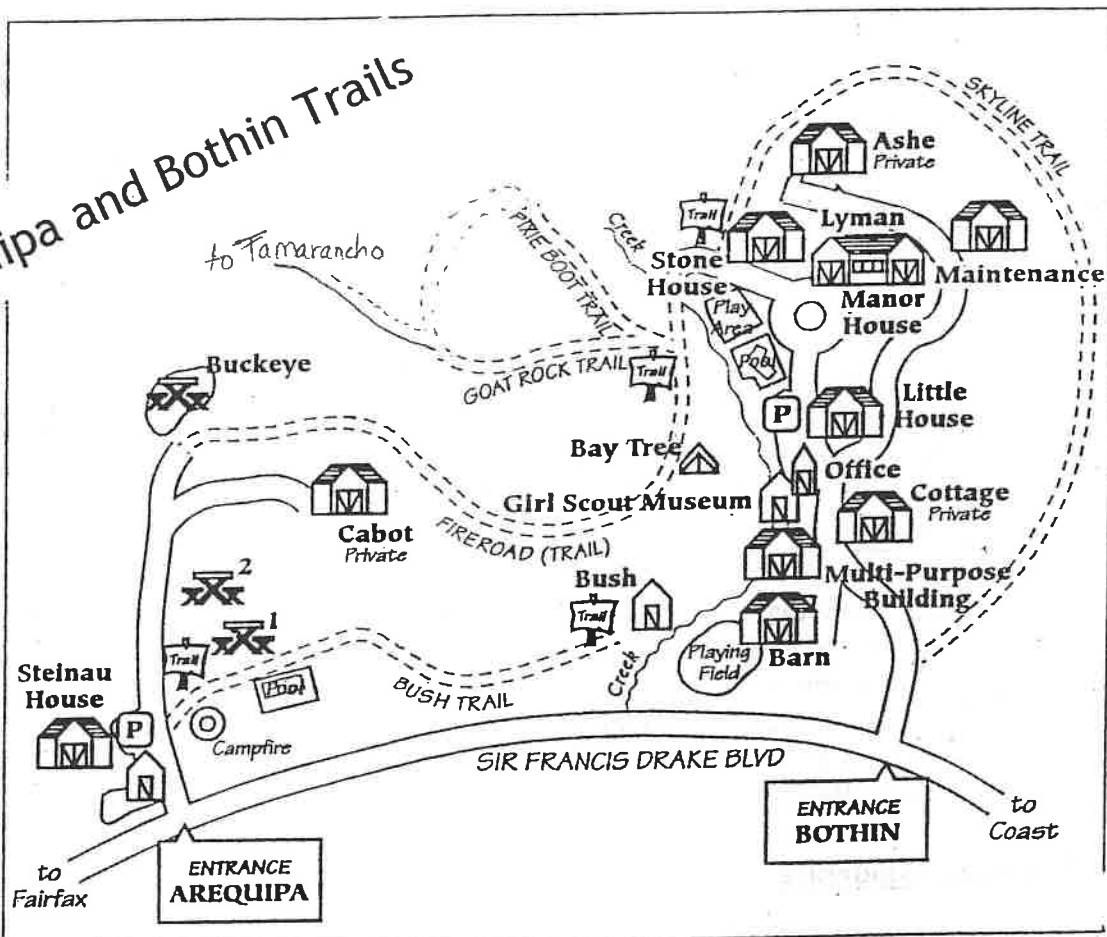 ipa and Bothin Trails
SKYLINE TRAIL
Ashe
Private
Trail
Lyman
Creek
PIXIE BOOT TRAIL
to Tamarancho
Stone
House
Maintenance
Manor
House
Play
Area
Pool
GOAT ROCK TRAIL
Trail
Buckeye
P
Little
House
Bay Tree
Office
Girl Scout Museum
Cottage
Private
Cabot
Private
FIREROAD (TRAIL)
Multi-Purpose
Building
Bush
Trail
2
1
Trail
Steinau
House
P
Pool
BUSH TRAIL
Creek
Playing
Field
Barn
Campfire
SIR FRANCIS DRAKE BLVD
ENTRANCE
BOTHIN
to
Coast
to
Fairfax
ENTRANCE
AREQUIPA